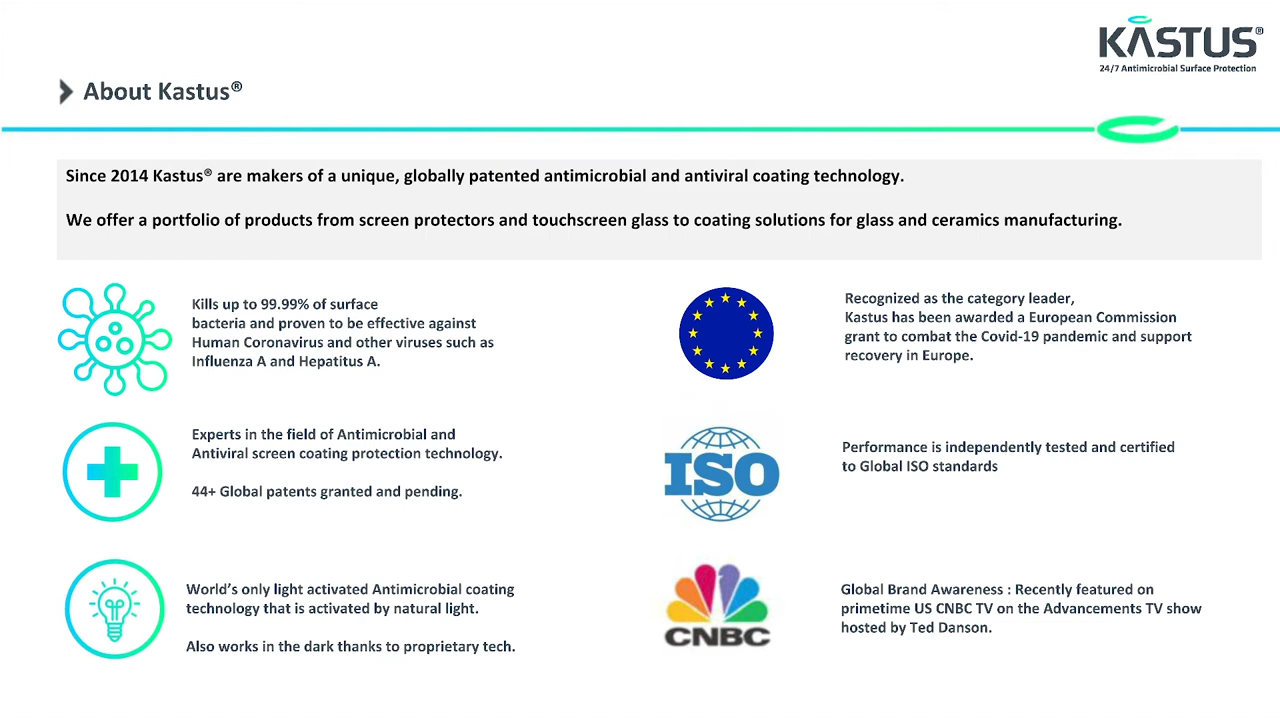 KASTUS®
24/7 Antimicrobial Surface Protection
About Kastus®
Since 2014 Kastus® are makers of a unique, globally patented antimicrobial and antiviral coating technology.
We offer a portfolio of products from screen protectors and touchscreen glass to coating solutions for glass and ceramics manufacturing.
Kills up to 99.99% of surface
bacteria and proven to be effective against
Human Coronavirus and other viruses such as
Influenza A and Hepatitus A.
Experts in the field of Antimicrobial and
Antiviral screen coating protection technology.
44+ Global patents granted and pending.
World's only light activated Antimicrobial coating
technology that is activated by natural light.
Also works in the dark thanks to proprietary tech.
Recognized as the category leader,
Kastus has been awarded a European Commission
grant to combat the Covid-19 pandemic and support
recovery in Europe.
ISO
Performance is independently tested and certified
to Global ISO standards
CNBC
Global Brand Awareness : Recently featured on
primetime US CNBC TV on the Advancements TV show
hosted by Ted Danson.